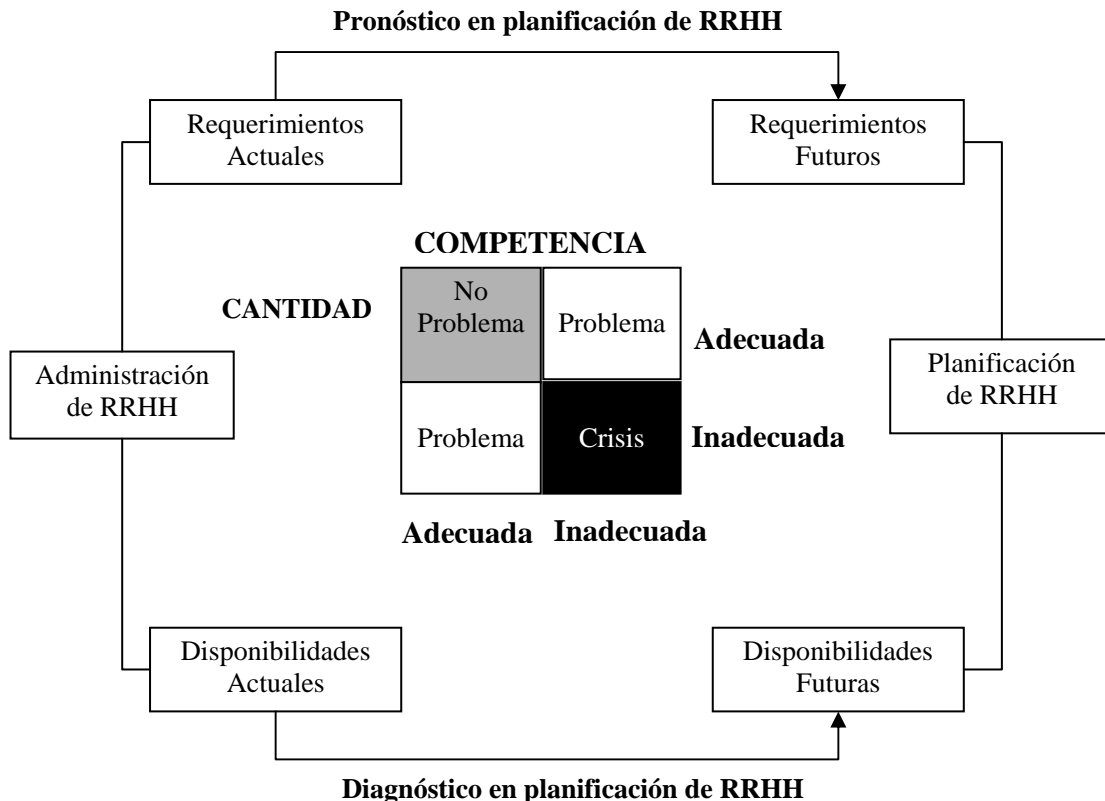 Pronóstico en planificación de RRHH
Requerimientos
Actuales
Requerimientos
Futuros
COMPETENCIA
CANTIDAD
No
Problema
Problema
Adecuada
Administración
de RRHH
Planificación
de RRHH
Problema
Crisis
Inadecuada
Adecuada
Inadecuada
Disponibilidades
Actuales
Disponibilidades
Futuras
Diagnóstico en planificación de RRHH